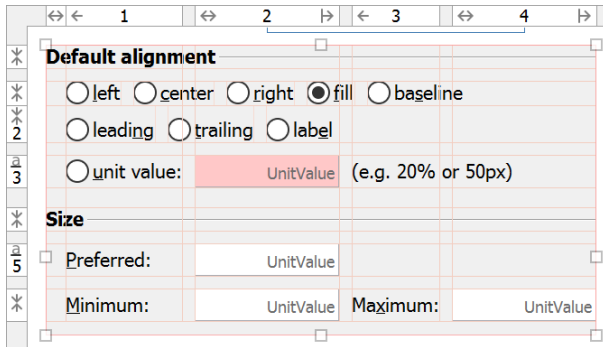 1 2 3 4
Default alignment
left center right fill baseline
2 leading trailing label
a 3 unit value: UnitValue (e.g. 20% or 50px)
Size
a 5 Preferred: UnitValue
Minimum: UnitValue Maximum: UnitValue